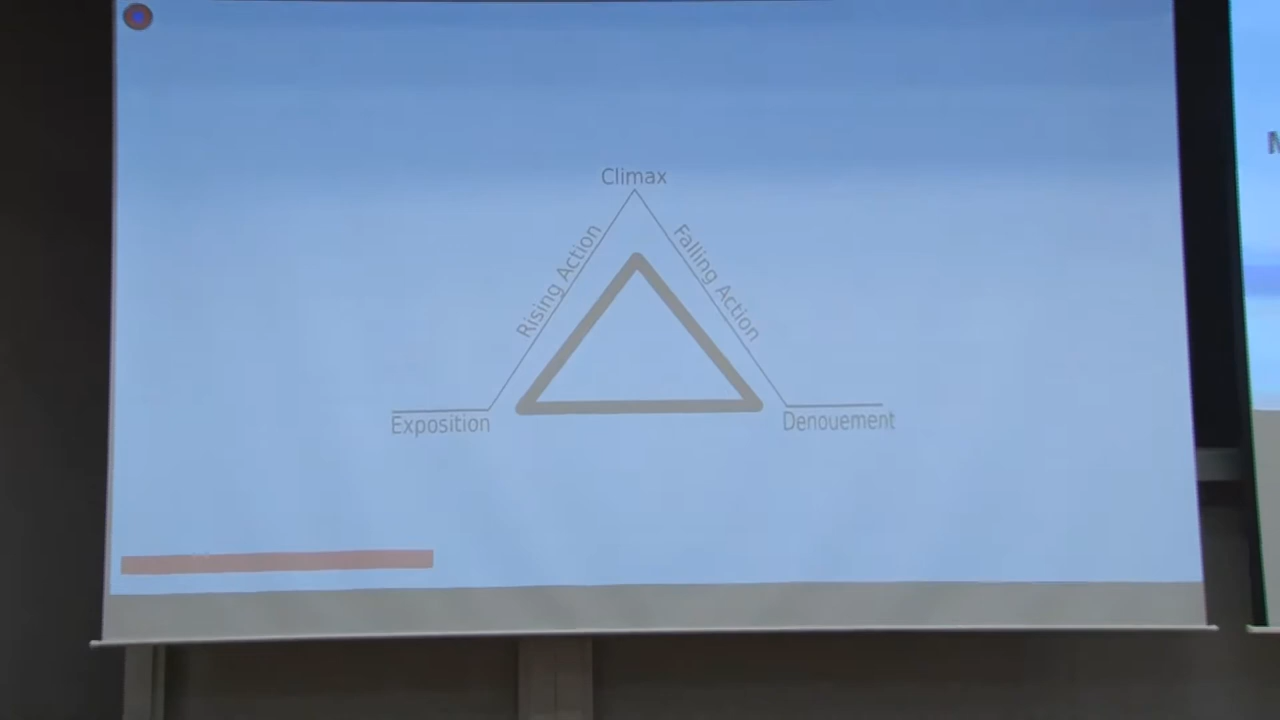 Climax
Rising Action
Falling Action
Exposition
Denouement
N